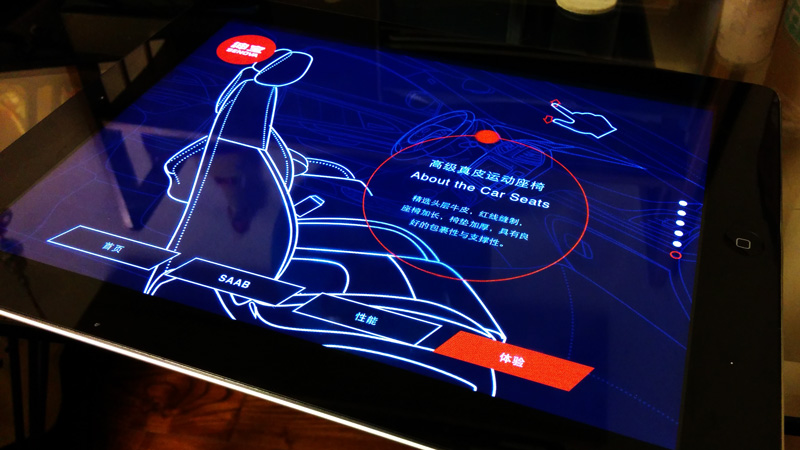 SENOVA
高级真皮运动座椅
About the Car Seats
精选头层牛皮，红线缝制，
座椅加长，椅垫加厚，具有良
好的包裹性与支撑性。
首页
SAAB
性能
体验